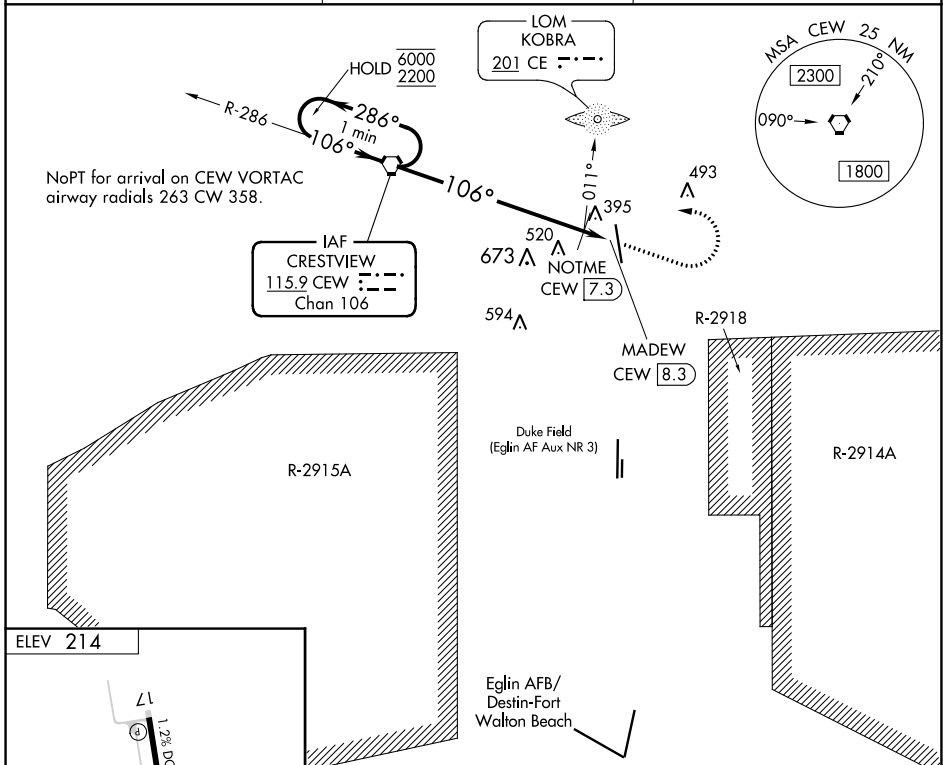 LOM
KOBRA
201 CE
HOLD 6000
2200
MSA CEW 25 NM
2300
210°
090°
1800
R-286
286°
1 min
106°
106°
011°
NoPT for arrival on CEW VORTAC
airway radials 263 CW 358.
493
395
520
673
NOTME
CEW 7.3
IAF
CRESTVIEW
115.9 CEW
Chan 106
594
R-2918
MADEW
CEW 8.3
Duke Field
(Eglin AF Aux NR 3)
R-2915A
R-2914A
ELEV 214
17
P
Eglin AFB/
Destin-Fort
Walton Beach